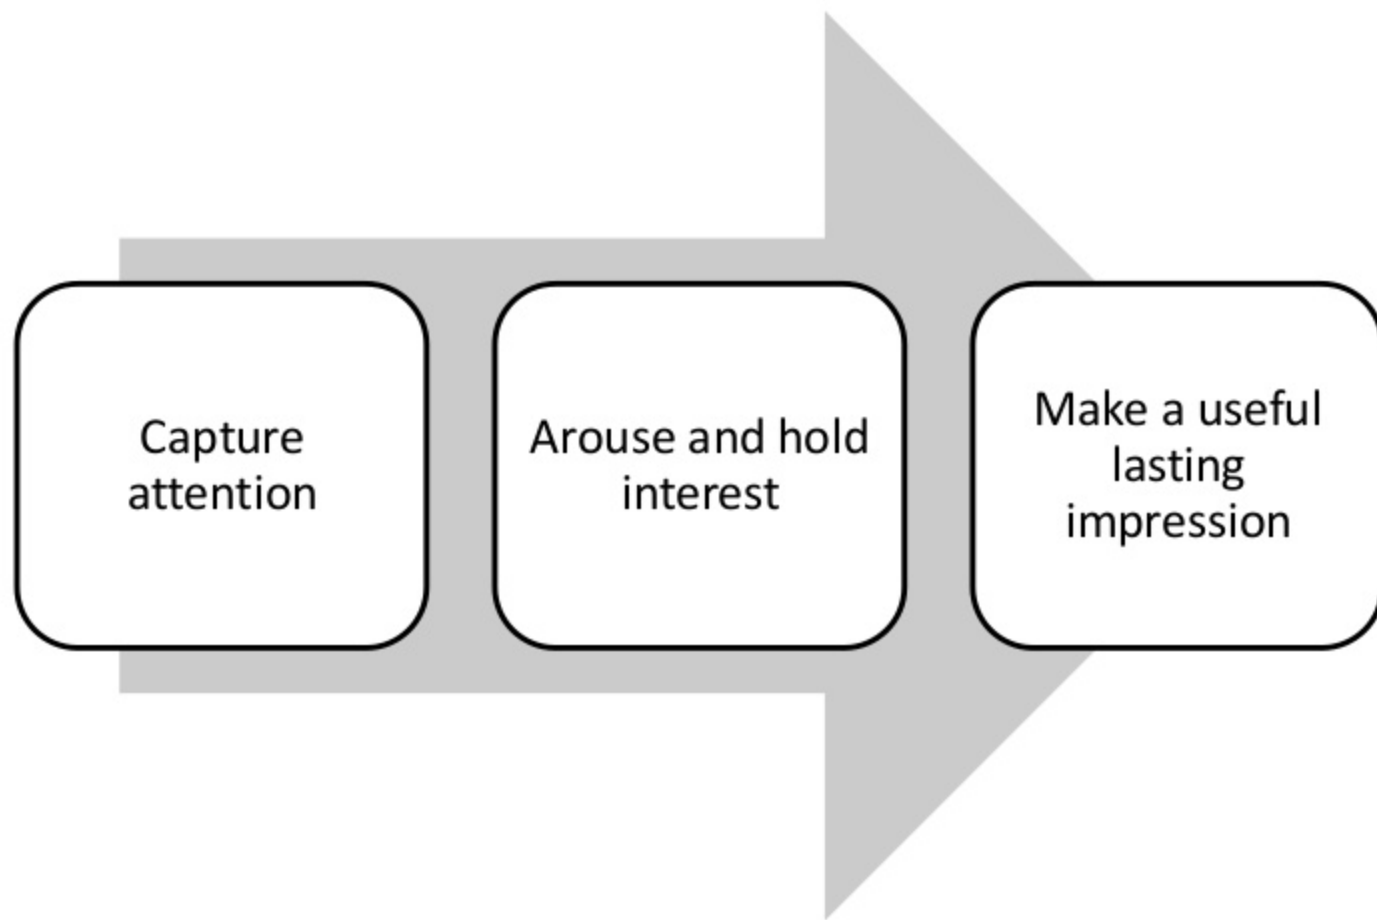 Capture
attention
Arouse and hold
interest
Make a useful
lasting
impression